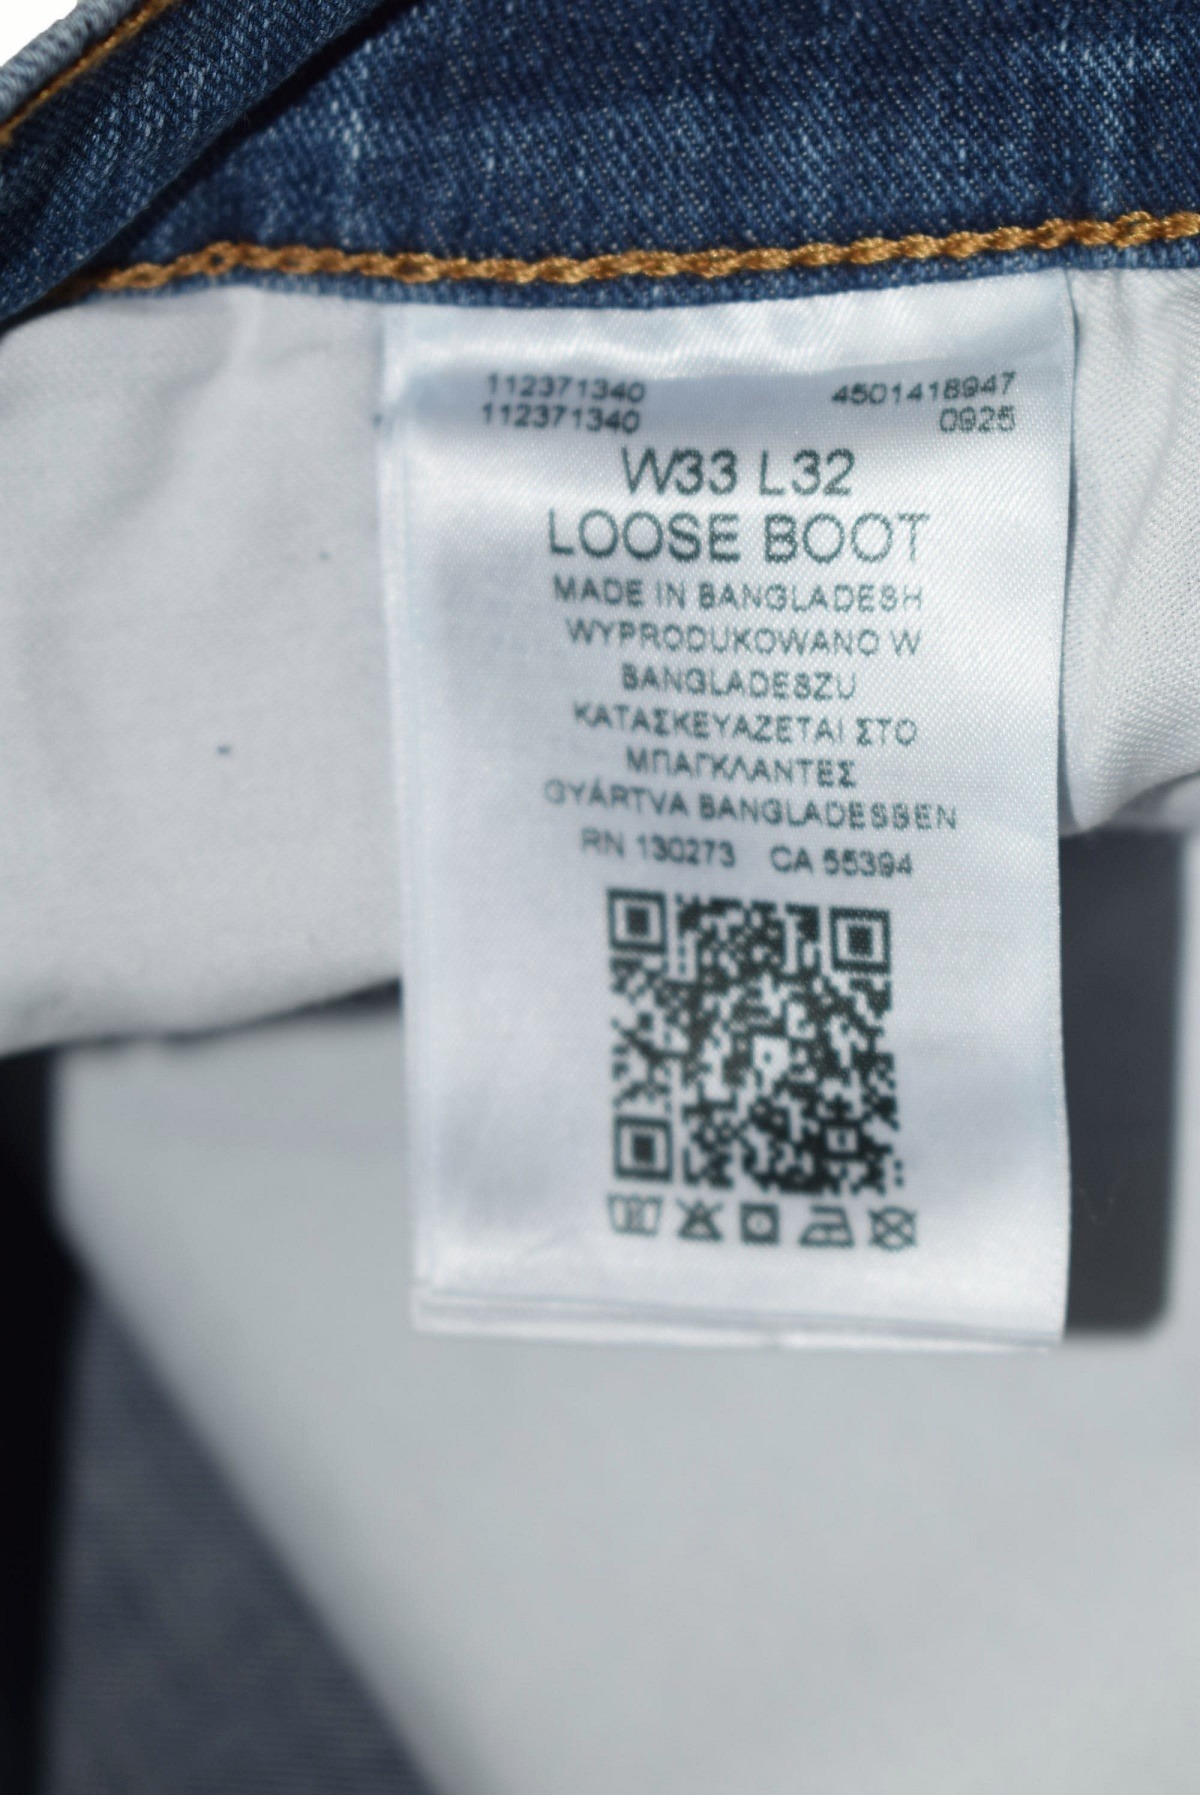 112371340 4501418947
112371340 0925
W33 L32
LOOSE BOOT
MADE IN BANGLADESH
WYPRODUKOWANO W
BANGLADESZU
ΚΑΤΑΣΚΕΥΑΖΕΤΑΙ ΣΤΟ
ΜΠΑΓΚΛΑΝΤΕΣ
GYÁRTVA BANGLADESBEN
RN 130273 CA 55394